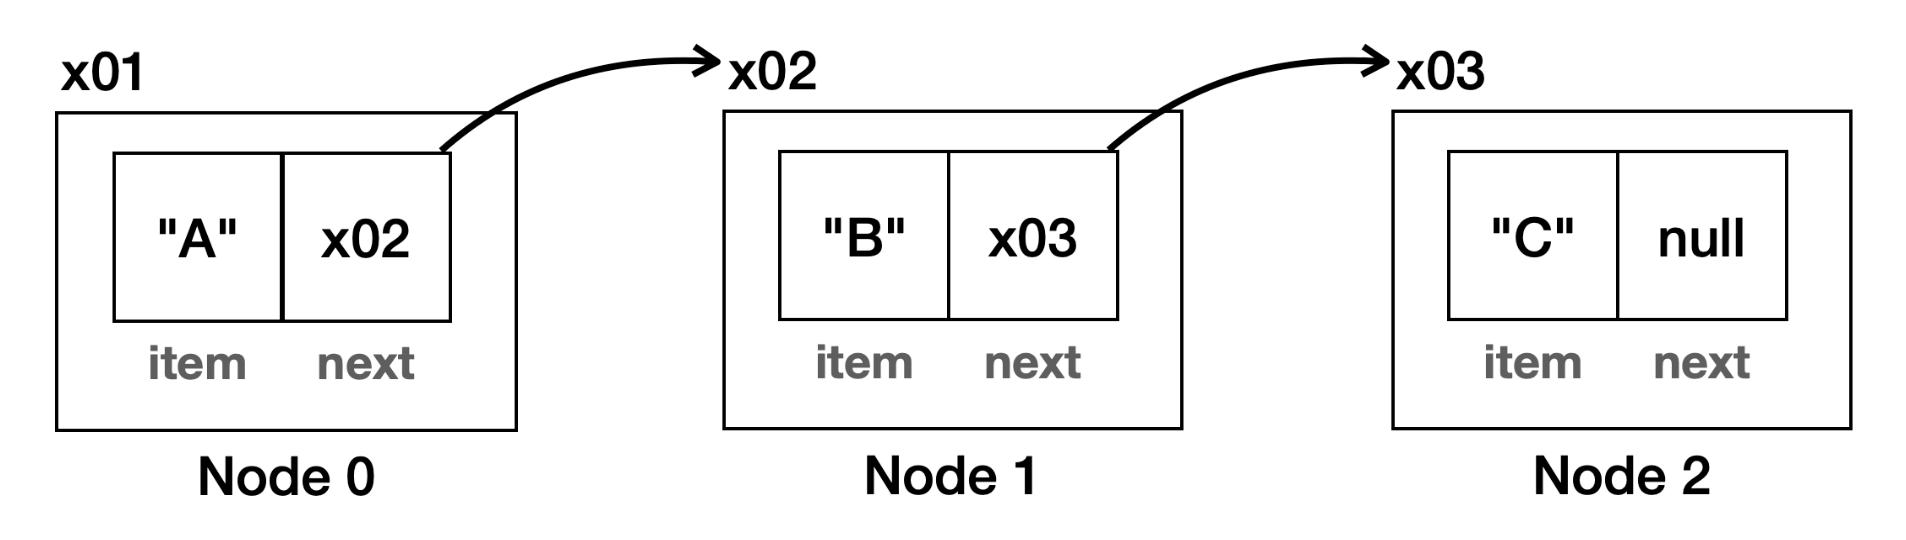 x01
x02
x03
"A" x02
"B" x03
"C" null
item next
item next
item next
Node 0
Node 1
Node 2